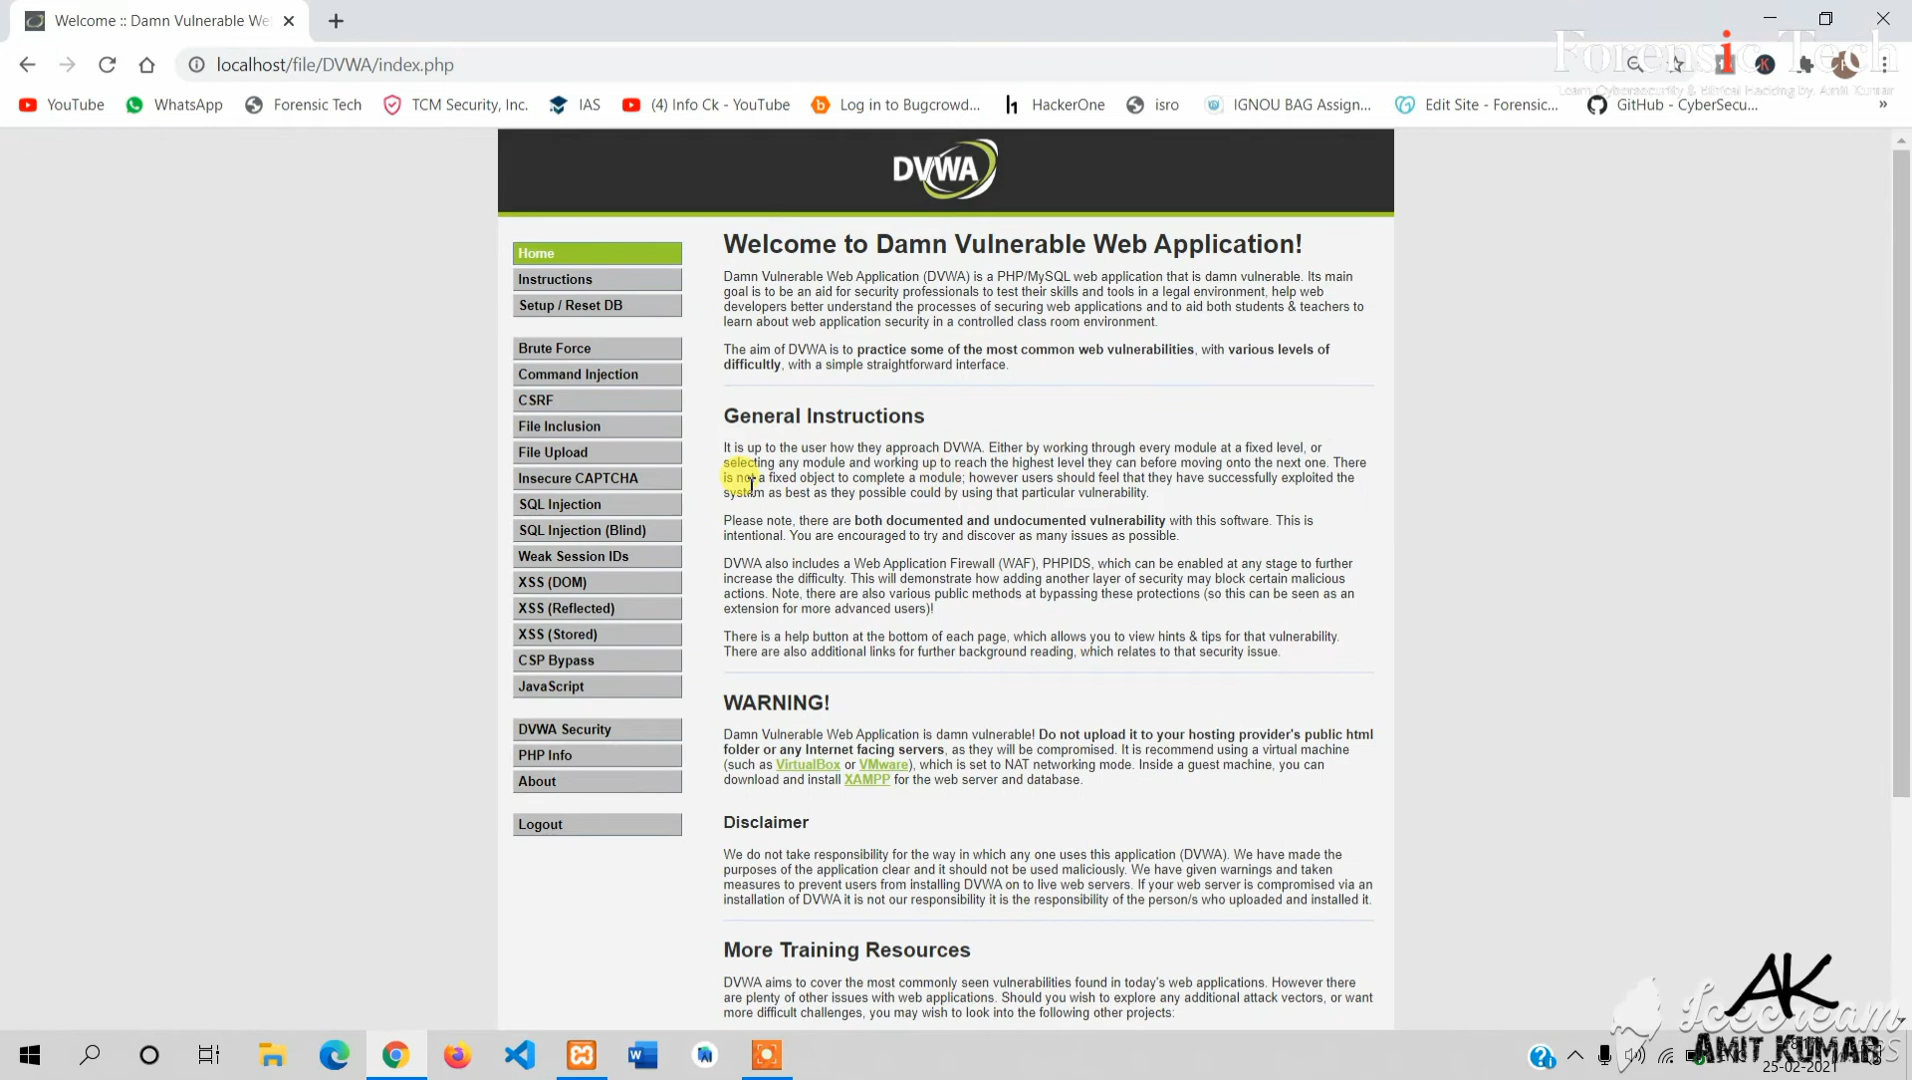 Welcome :: Damn Vulnerable We
localhost/file/DVWA/index.php
Forensic Tech
Learn Cybersecurity & Ethical Hacking by. Amit Kumar
YouTube
WhatsApp
Forensic Tech
TCM Security, Inc.
IAS
(4) Info Ck - YouTube
Log in to Bugcrowd...
HackerOne
isro
IGNOU BAG Assign...
Edit Site - Forensic...
GitHub - CyberSecu...
DVWA
Home
Instructions
Setup / Reset DB
Brute Force
Command Injection
CSRF
File Inclusion
File Upload
Insecure CAPTCHA
SQL Injection
SQL Injection (Blind)
Weak Session IDs
XSS (DOM)
XSS (Reflected)
XSS (Stored)
CSP Bypass
JavaScript
DVWA Security
PHP Info
About
Logout
Welcome to Damn Vulnerable Web Application!
Damn Vulnerable Web Application (DVWA) is a PHP/MySQL web application that is damn vulnerable. Its main
goal is to be an aid for security professionals to test their skills and tools in a legal environment, help web
developers better understand the processes of securing web applications and to aid both students & teachers to
learn about web application security in a controlled class room environment.
The aim of DVWA is to practice some of the most common web vulnerabilities, with various levels of
difficultly, with a simple straightforward interface.
General Instructions
It is up to the user how they approach DVWA. Either by working through every module at a fixed level, or
selecting any module and working up to reach the highest level they can before moving onto the next one. There
is not a fixed object to complete a module; however users should feel that they have successfully exploited the
system as best as they possible could by using that particular vulnerability.
Please note, there are both documented and undocumented vulnerability with this software. This is
intentional. You are encouraged to try and discover as many issues as possible.
DVWA also includes a Web Application Firewall (WAF), PHPIDS, which can be enabled at any stage to further
increase the difficulty. This will demonstrate how adding another layer of security may block certain malicious
actions. Note, there are also various public methods at bypassing these protections (so this can be seen as an
extension for more advanced users)!
There is a help button at the bottom of each page, which allows you to view hints & tips for that vulnerability.
There are also additional links for further background reading, which relates to that security issue.
WARNING!
Damn Vulnerable Web Application is damn vulnerable! Do not upload it to your hosting provider's public html
folder or any Internet facing servers, as they will be compromised. It is recommend using a virtual machine
(such as VirtualBox or VMware), which is set to NAT networking mode. Inside a guest machine, you can
download and install XAMPP for the web server and database.
Disclaimer
We do not take responsibility for the way in which any one uses this application (DVWA). We have made the
purposes of the application clear and it should not be used maliciously. We have given warnings and taken
measures to prevent users from installing DVWA on to live web servers. If your web server is compromised via an
installation of DVWA it is not our responsibility it is the responsibility of the person/s who uploaded and installed it.
More Training Resources
DVWA aims to cover the most commonly seen vulnerabilities found in today's web applications. However there
are plenty of other issues with web applications. Should you wish to explore any additional attack vectors, or want
more difficult challenges, you may wish to look into the following other projects:
AK
Icecream
AMIT KUMAR
25-02-2021